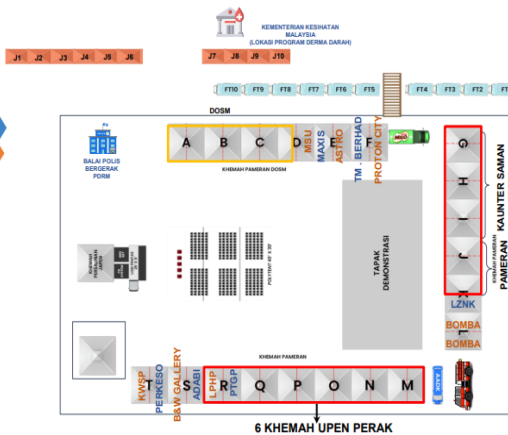 KEMENTERIAN KESIHATAN
MALAYSIA
(LOKASI PROGRAM DERMA DARAH)
J1 J2 J3 J4 J5 J6
J7 J8 J9 J10
FT10 FT9 FT8 FT7 FT6 FT5
FT4 FT3 FT2
DOSM
BALAI POLIS
BERGERAK
PDRM
A B C D E F
MSU
MAXIS
ASTRO
TM . BERHAD
PROTON CITY
MILO
KHEMAH PAMERAN DOSM
G
H
I
J
K
L
KAUNTER SAMAN
KHEMAH PAMERAN
PAMERAN
LZNK
BOMBA
BOMBA
TAPAK
DEMONSTRASI
KHEMAH PAMERAN
T S R Q P O N M
KWSP
PERKESO
B&W GALLERY
ADABI
LPHP
PTGP
AADK
6 KHEMAH UPEN PERAK